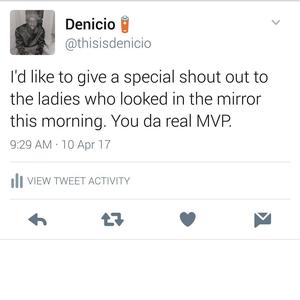 Denicio
@thisisdenicio
I'd like to give a special shout out to
the ladies who looked in the mirror
this morning. You da real MVP.
9:29 AM · 10 Apr 17
VIEW TWEET ACTIVITY